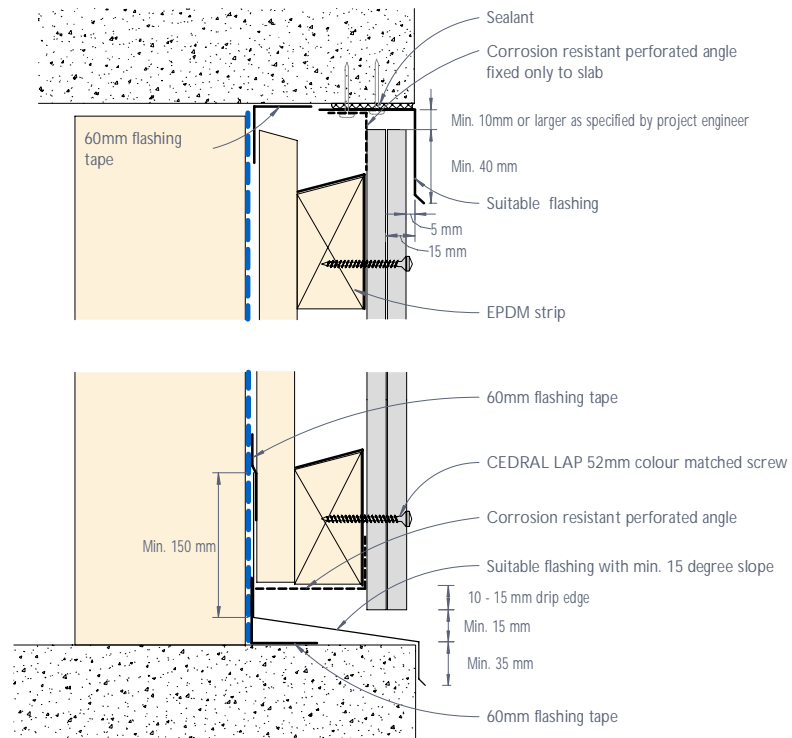 Sealant
Corrosion resistant perforated angle
fixed only to slab
60mm flashing
tape
Min. 10mm or larger as specified by project engineer
Min. 40 mm
Suitable flashing
5 mm
15 mm
EPDM strip
60mm flashing tape
CEDRAL LAP 52mm colour matched screw
Corrosion resistant perforated angle
Min. 150 mm
Suitable flashing with min. 15 degree slope
10 - 15 mm drip edge
Min. 15 mm
Min. 35 mm
60mm flashing tape